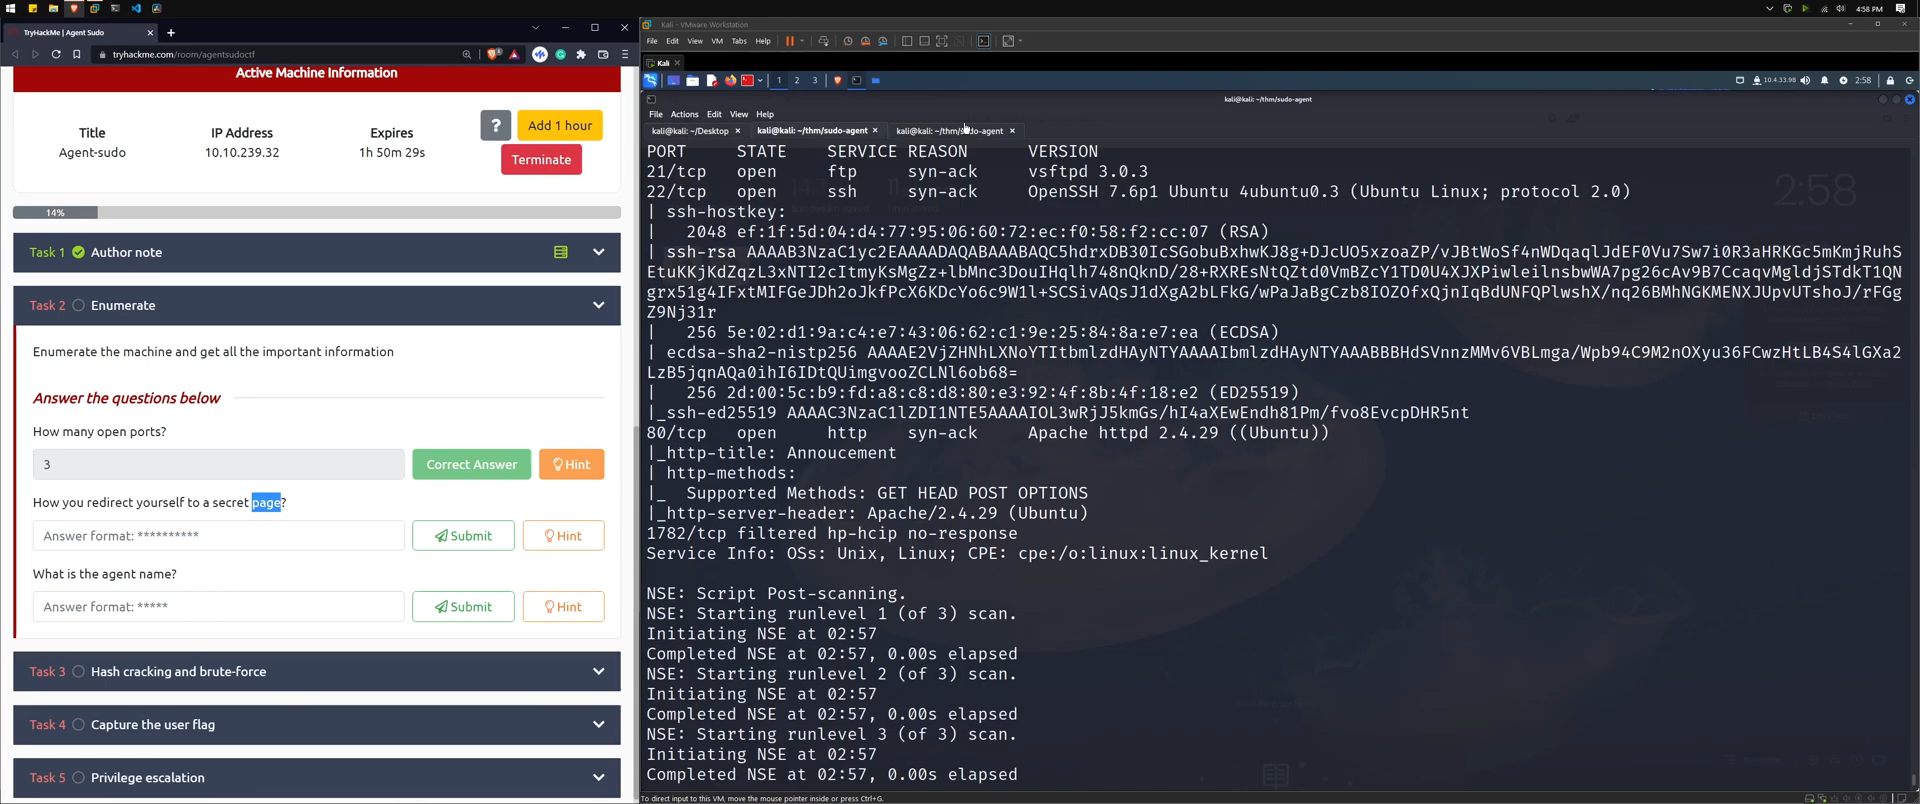 4:58 PM
TryHackMe | Agent Sudo
tryhackme.com/room/agentsudoctf
Active Machine Information
Title
IP Address
Expires
?
Add 1 hour
Agent-sudo
10.10.239.32
1h 50m 29s
Terminate
14%
Task 1
Author note
Task 2
Enumerate
Enumerate the machine and get all the important information
Answer the questions below
How many open ports?
3
Correct Answer
Hint
How you redirect yourself to a secret page?
Answer format: **********
Submit
Hint
What is the agent name?
Answer format: *****
Submit
Hint
Task 3
Hash cracking and brute-force
Task 4
Capture the user flag
Task 5
Privilege escalation
Kali - VMware Workstation
File Edit View VM Tabs Help
Kali
1 2 3
10.4.33.98
2:58
kali@kali: ~/thm/sudo-agent
File Actions Edit View Help
kali@kali: ~/Desktop
kali@kali: ~/thm/sudo-agent
kali@kali: ~/thm/sudo-agent
2:58
PORT STATE SERVICE REASON VERSION
21/tcp open ftp syn-ack vsftpd 3.0.3
22/tcp open ssh syn-ack OpenSSH 7.6p1 Ubuntu 4ubuntu0.3 (Ubuntu Linux; protocol 2.0)
| ssh-hostkey:
| 2048 ef:1f:5d:04:d4:77:95:06:60:72:ec:f0:58:f2:cc:07 (RSA)
| ssh-rsa AAAAB3NzaC1yc2EAAAADAQABAAABAQC5hdrxDB30IcSGobuBxhwKJ8g+DJcUO5xzoaZP/vJBtWoSf4nWDqaqlJdEF0Vu7Sw7i0R3aHRKGc5mKmjRuhS
EtuKKjKdZqzL3xNTI2cItmyKsMgZz+lbMnc3DouIHqlh748nQknD/28+RXREsNtQZtd0VmBZcY1TD0U4XJXPiwleilnsbwWA7pg26cAv9B7CcaqvMgldjSTdkT1QN
grx51g4IFxtMIFGeJDh2oJkfPcX6KDcYo6c9W1l+SCSivAQsJ1dXgA2bLFkG/wPaJaBgCzb8IOZOfxQjnIqBdUNFQPlwshX/nq26BMhNGKMENXJUpvUTshoJ/rFGg
Z9Nj31r
| 256 5e:02:d1:9a:c4:e7:43:06:62:c1:9e:25:84:8a:e7:ea (ECDSA)
| ecdsa-sha2-nistp256 AAAAE2VjZHNhLXNoYTItbmlzdHAyNTYAAAAIbmlzdHAyNTYAAABBBHdSVnnzMMv6VBLmga/Wpb94C9M2nOXyu36FCwzHtLB4S4lGXa2
LzB5jqnAQa0ihI6IDtQUimgvooZCLNl6ob68=
| 256 2d:00:5c:b9:fd:a8:c8:d8:80:e3:92:4f:8b:4f:18:e2 (ED25519)
|_ssh-ed25519 AAAAC3NzaC1lZDI1NTE5AAAAIOL3wRjJ5kmGs/hI4aXEwEndh81Pm/fvo8EvcpDHR5nt
80/tcp open http syn-ack Apache httpd 2.4.29 ((Ubuntu))
|_http-title: Annoucement
| http-methods:
|_ Supported Methods: GET HEAD POST OPTIONS
|_http-server-header: Apache/2.4.29 (Ubuntu)
1782/tcp filtered hp-hcip no-response
Service Info: OSs: Unix, Linux; CPE: cpe:/o:linux:linux_kernel
NSE: Script Post-scanning.
NSE: Starting runlevel 1 (of 3) scan.
Initiating NSE at 02:57
Completed NSE at 02:57, 0.00s elapsed
NSE: Starting runlevel 2 (of 3) scan.
Initiating NSE at 02:57
Completed NSE at 02:57, 0.00s elapsed
NSE: Starting runlevel 3 (of 3) scan.
Initiating NSE at 02:57
Completed NSE at 02:57, 0.00s elapsed
To direct input to this VM, move the mouse pointer inside or press Ctrl+G.